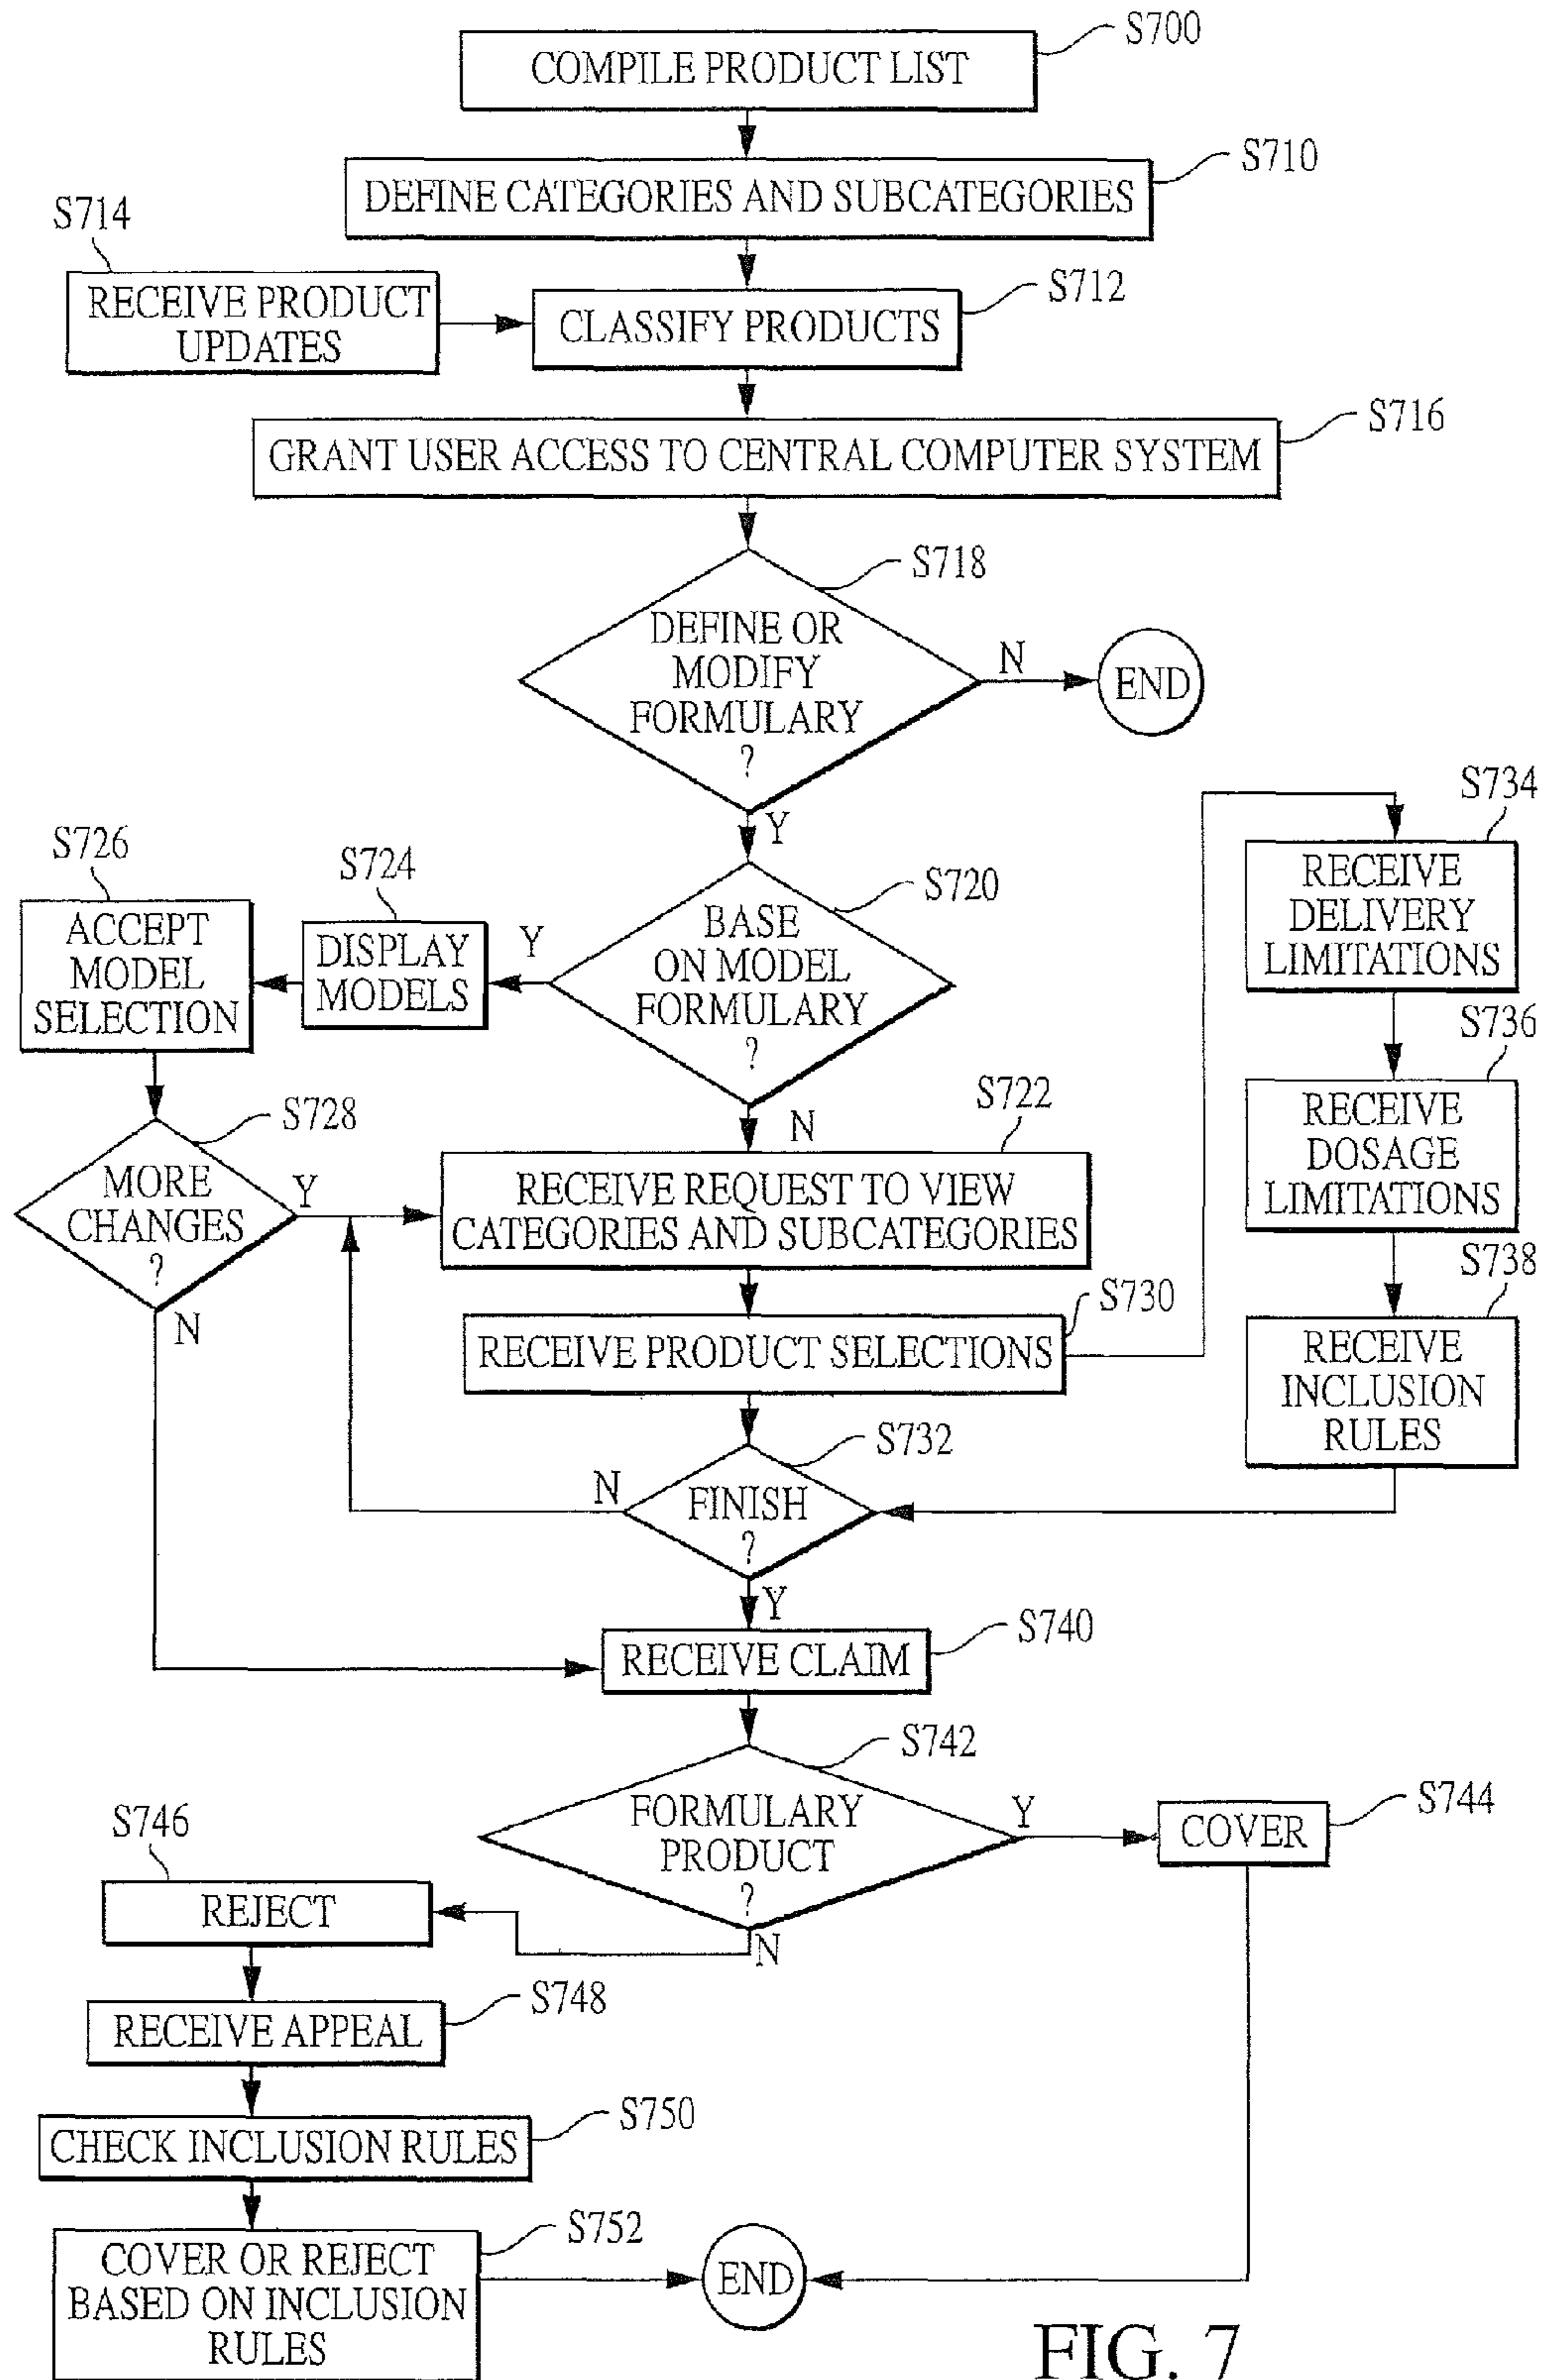 S700
COMPILE PRODUCT LIST
S710
DEFINE CATEGORIES AND SUBCATEGORIES
S714
RECEIVE PRODUCT
UPDATES
S712
CLASSIFY PRODUCTS
S716
GRANT USER ACCESS TO CENTRAL COMPUTER SYSTEM
S718
DEFINE OR
MODIFY
FORMULARY
?
N
END
Y
S720
BASE
ON MODEL
FORMULARY
?
Y
S724
DISPLAY
MODELS
S726
ACCEPT
MODEL
SELECTION
S728
MORE
CHANGES
?
Y
N
N
S722
RECEIVE REQUEST TO VIEW
CATEGORIES AND SUBCATEGORIES
S730
RECEIVE PRODUCT SELECTIONS
S734
RECEIVE
DELIVERY
LIMITATIONS
S736
RECEIVE
DOSAGE
LIMITATIONS
S738
RECEIVE
INCLUSION
RULES
S732
FINISH
?
N
Y
S740
RECEIVE CLAIM
S742
FORMULARY
PRODUCT
?
Y
S744
COVER
N
S746
REJECT
S748
RECEIVE APPEAL
S750
CHECK INCLUSION RULES
S752
COVER OR REJECT
BASED ON INCLUSION
RULES
END
FIG. 7